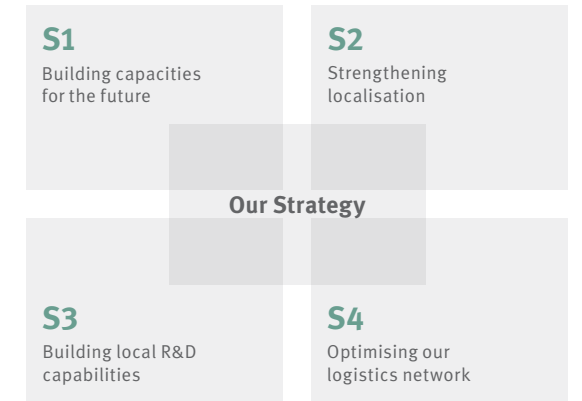 S1
Building capacities
for the future
S2
Strengthening
localisation
Our Strategy
S3
Building local R&D
capabilities
S4
Optimising our
logistics network